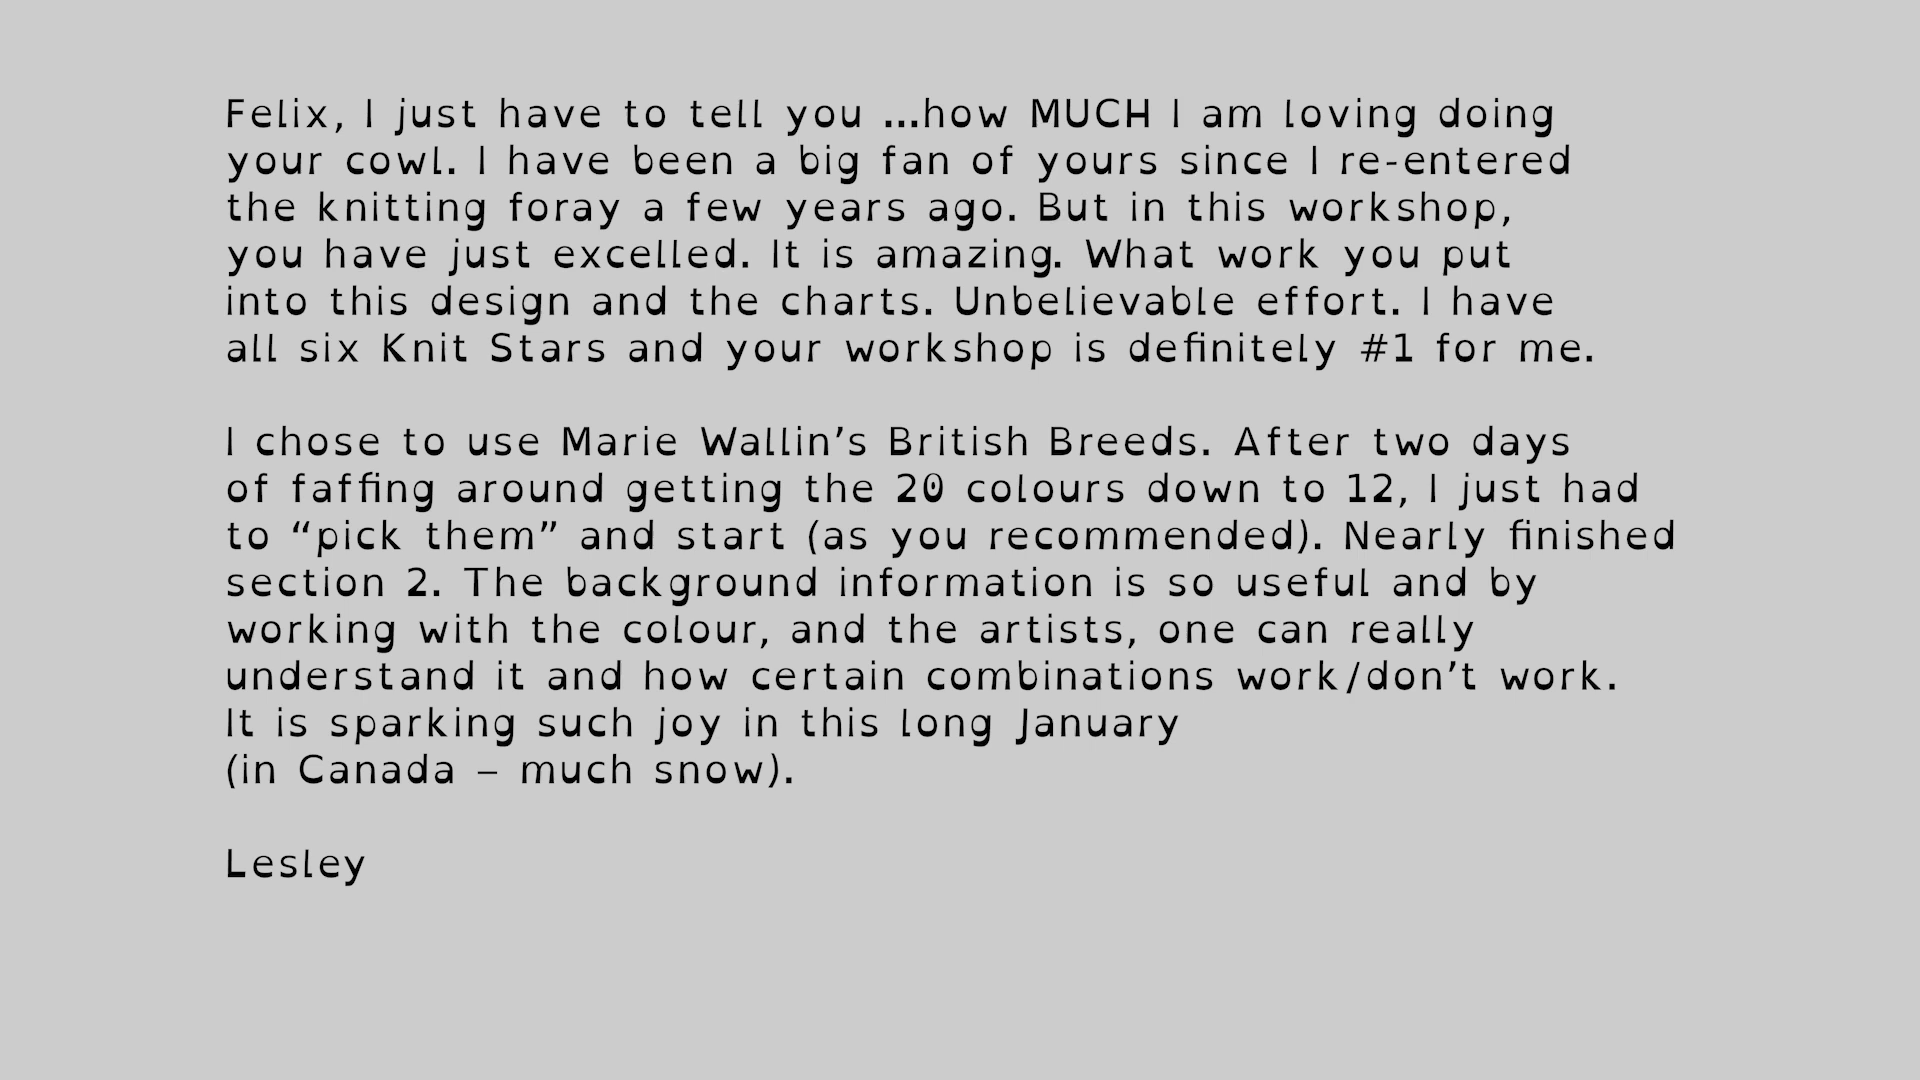 Felix, I just have to tell you ...how MUCH I am loving doing
your cowl. I have been a big fan of yours since I re-entered
the knitting foray a few years ago. But in this workshop,
you have just excelled. It is amazing. What work you put
into this design and the charts. Unbelievable effort. I have
all six Knit Stars and your workshop is definitely #1 for me.

I chose to use Marie Wallin’s British Breeds. After two days
of faffing around getting the 20 colours down to 12, I just had
to “pick them” and start (as you recommended). Nearly finished
section 2. The background information is so useful and by
working with the colour, and the artists, one can really
understand it and how certain combinations work/don’t work.
It is sparking such joy in this long January
(in Canada – much snow).

Lesley